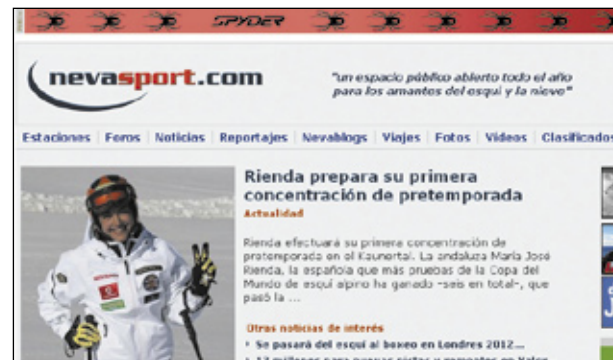 SPYDER
nevasport.com
"un espacio público abierto todo el año
para los amantes del esquí y la nieve"
Estaciones | Foros | Noticias | Reportajes | Nevablogs | Viajes | Fotos | Vídeos | Clasificados
Rienda prepara su primera
concentración de pretemporada
Actualidad
Rienda efectuará su primera concentración de
pretemporada en el Kaunertal. La andaluza María José
Rienda, la española que más pruebas de la Copa del
Mundo de esquí alpino ha ganado -seis en total-, que
pasó la ...
Otras noticias de interés
Se pasará del esquí al boxeo en Londres 2012...